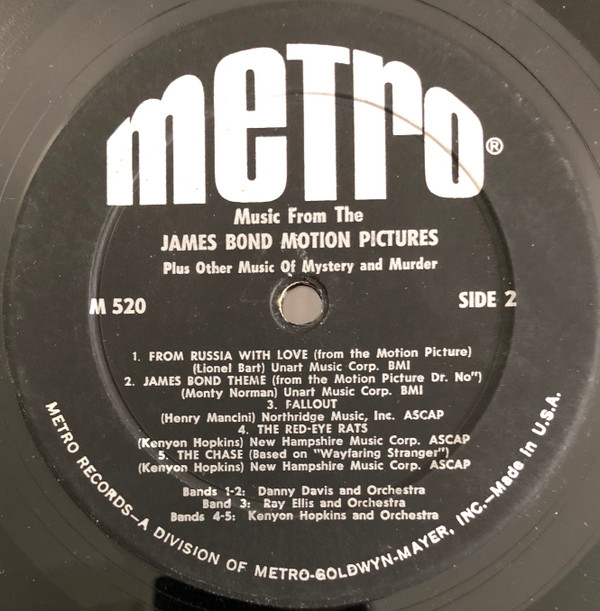 metro®
Music From The
JAMES BOND MOTION PICTURES
Plus Other Music Of Mystery and Murder
M 520
SIDE 2
1. FROM RUSSIA WITH LOVE (from the Motion Picture)
(Lionel Bart) Unart Music Corp. BMI
2. JAMES BOND THEME (from the Motion Picture Dr. No")
(Monty Norman) Unart Music Corp. BMI
3. FALLOUT
(Henry Mancini) Northridge Music, Inc. ASCAP
4. THE RED-EYE RATS
(Kenyon Hopkins) New Hampshire Music Corp. ASCAP
5. THE CHASE (Based on "Wayfaring Stranger")
(Kenyon Hopkins) New Hampshire Music Corp. ASCAP
Bands 1-2: Danny Davis and Orchestra
Band 3: Ray Ellis and Orchestra
Bands 4-5: Kenyon Hopkins and Orchestra
METRO RECORDS—A DIVISION OF METRO-GOLDWYN-MAYER, INC.—Made in U.S.A.